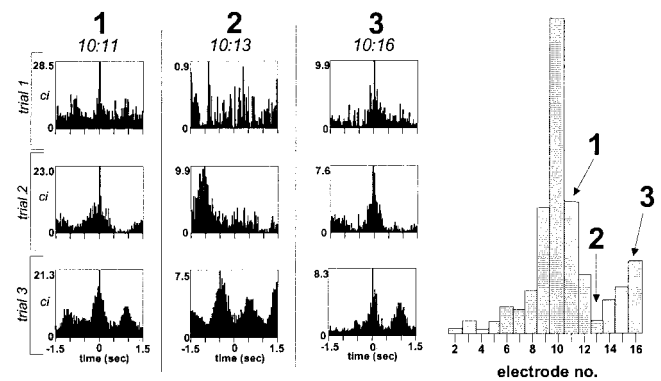 1 2 3
10:11 10:13 10:16
trial 1 28.5 ci 0 0.9 0 9.9 0
trial 2 23.0 ci 0 9.9 0 7.6 0
trial 3 21.3 ci 0 7.5 0 8.3 0
-1.5 1.5 -1.5 1.5 -1.5 1.5
time (sec) time (sec) time (sec)
1
2
3
2 4 6 8 10 12 14 16
electrode no.